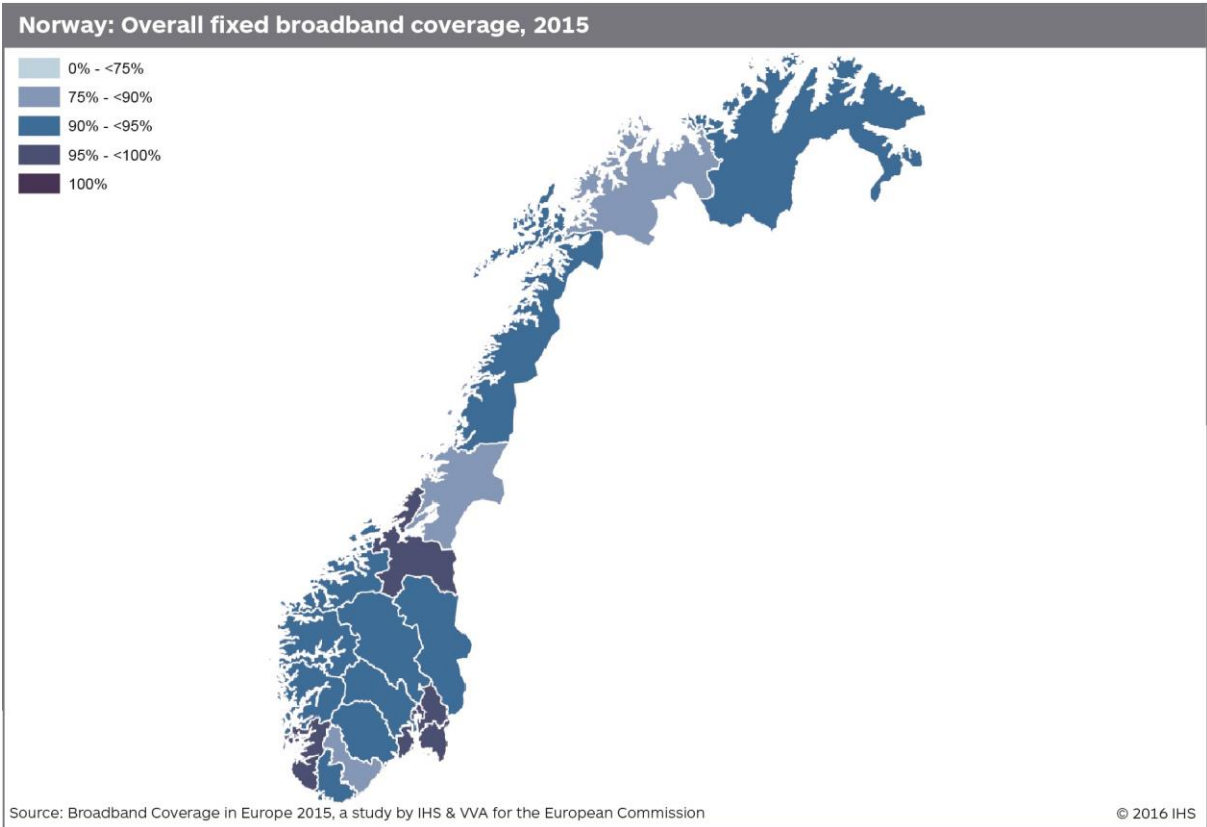 Norway: Overall fixed broadband coverage, 2015
0% - <75%
75% - <90%
90% - <95%
95% - <100%
100%
Source: Broadband Coverage in Europe 2015, a study by IHS & VVA for the European Commission
© 2016 IHS